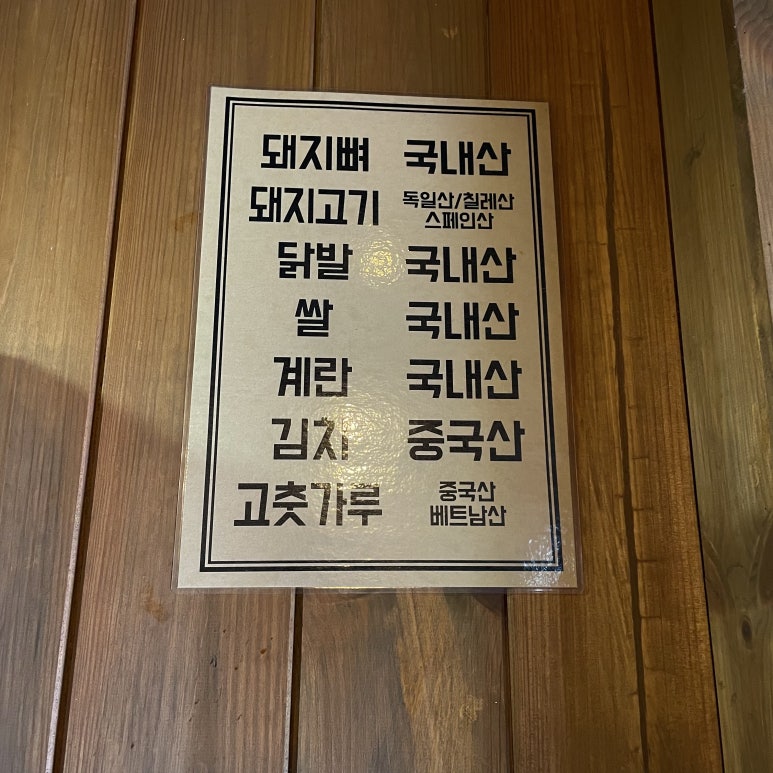 돼지뼈 국내산
돼지고기 독일산/칠레산
스페인산
닭발 국내산
쌀 국내산
계란 국내산
김치 중국산
고춧가루 중국산
베트남산